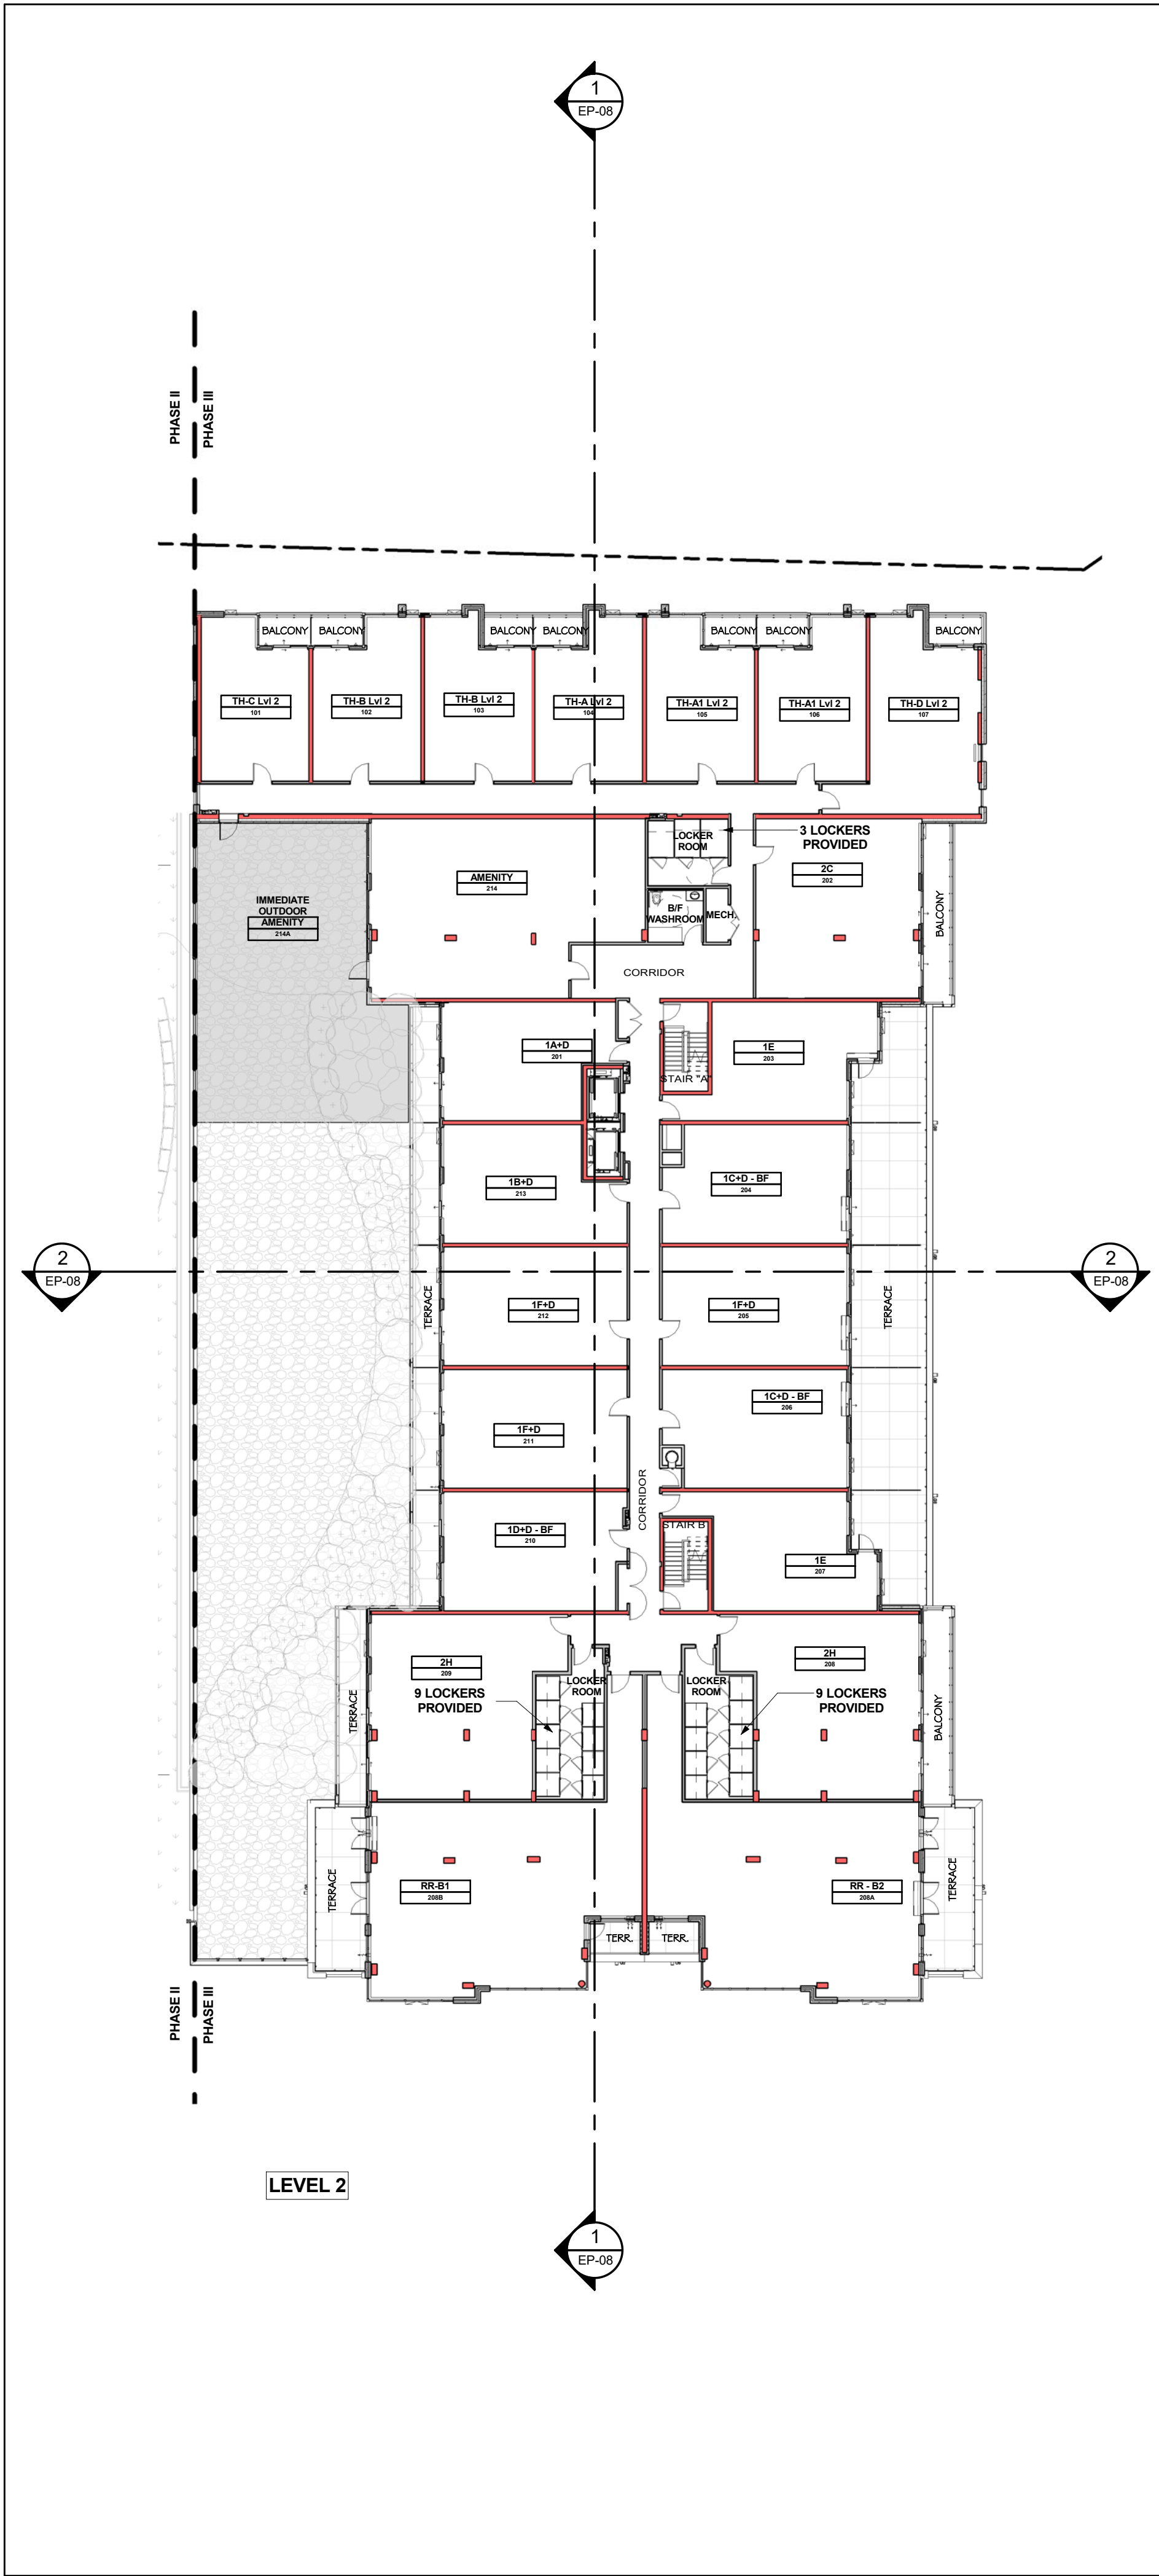 1
EP-08
PHASE II
PHASE III
BALCONY
BALCONY
BALCONY
BALCONY
BALCONY
BALCONY
BALCONY
TH-C Lvl 2
101
TH-B Lvl 2
102
TH-B Lvl 2
103
TH-A Lvl 2
104
TH-A1 Lvl 2
105
TH-A1 Lvl 2
106
TH-D Lvl 2
107
LOCKER
ROOM
3 LOCKERS
PROVIDED
AMENITY
214
2C
202
IMMEDIATE
OUTDOOR
AMENITY
214A
B/F
WASHROOM
MECH.
BALCONY
CORRIDOR
1A+D
201
1E
203
STAIR "A"
1B+D
213
1C+D - BF
204
2
EP-08
2
EP-08
TERRACE
1F+D
212
1F+D
205
TERRACE
1F+D
211
1C+D - BF
206
CORRIDOR
1D+D - BF
210
STAIR B
1E
207
2H
209
9 LOCKERS
PROVIDED
LOCKER
ROOM
LOCKER
ROOM
2H
208
9 LOCKERS
PROVIDED
TERRACE
BALCONY
TERRACE
RR-B1
208B
RR - B2
208A
TERRACE
TERR.
TERR.
PHASE II
PHASE III
LEVEL 2
1
EP-08